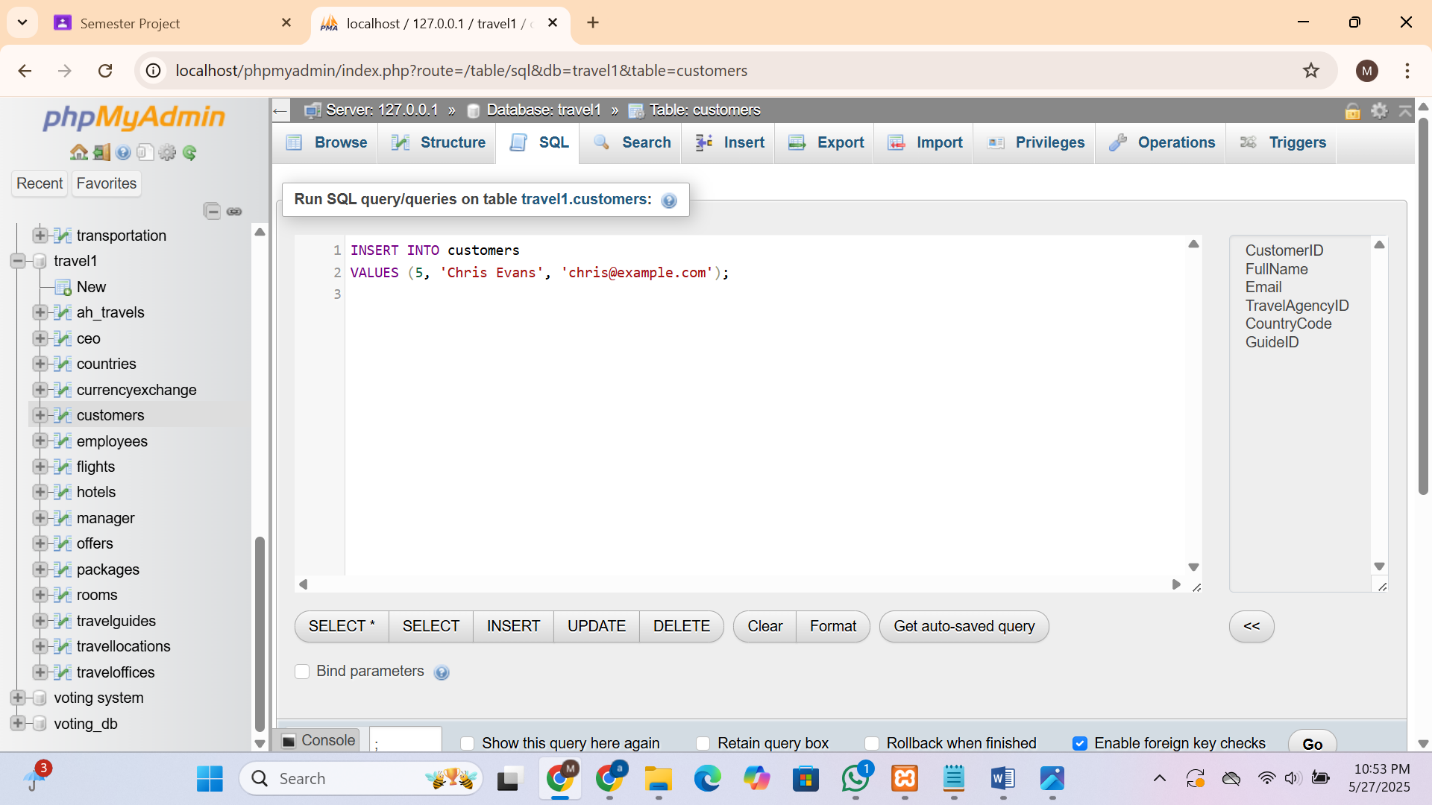 Semester Project
localhost / 127.0.0.1 / travel1 /
localhost/phpmyadmin/index.php?route=/table/sql&db=travel1&table=customers
M
phpMyAdmin
Recent
Favorites
transportation
travel1
New
ah_travels
ceo
countries
currencyexchange
customers
employees
flights
hotels
manager
offers
packages
rooms
travelguides
travellocations
traveloffices
voting system
voting_db
Server: 127.0.0.1 » Database: travel1 » Table: customers
Browse
Structure
SQL
Search
Insert
Export
Import
Privileges
Operations
Triggers
Run SQL query/queries on table travel1.customers:
1 INSERT INTO customers
2 VALUES (5, 'Chris Evans', 'chris@example.com');
3
CustomerID
FullName
Email
TravelAgencyID
CountryCode
GuideID
SELECT *
SELECT
INSERT
UPDATE
DELETE
Clear
Format
Get auto-saved query
<<
Bind parameters
Console
;
Show this query here again
Retain query box
Rollback when finished
Enable foreign key checks
Go
3
Search
M
a
1
10:53 PM
5/27/2025